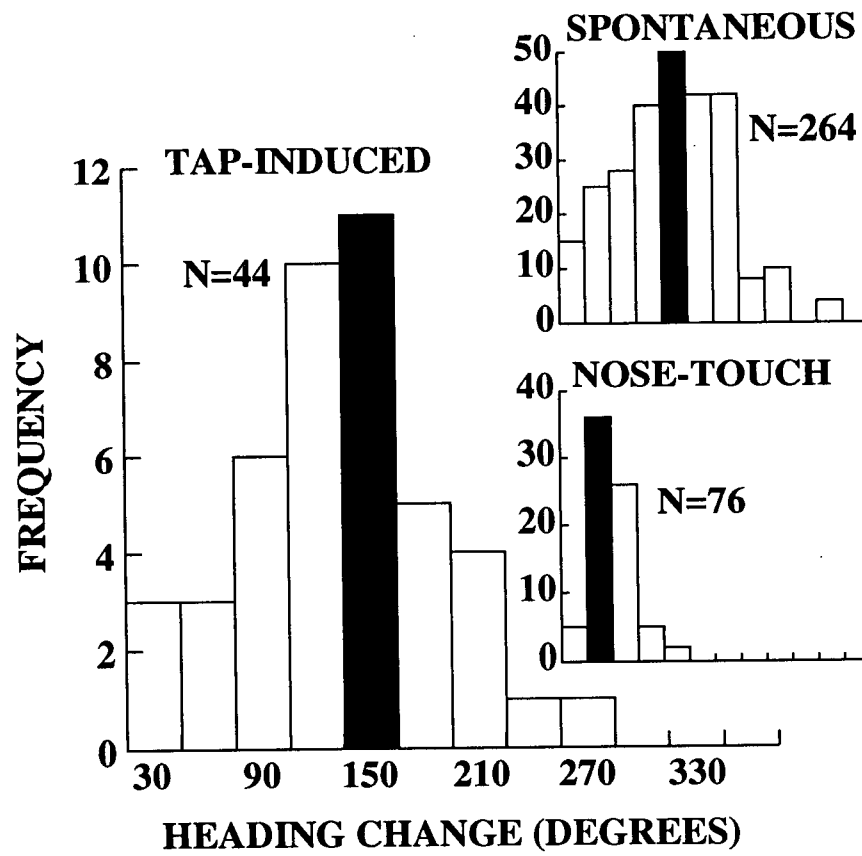 TAP-INDUCED
N=44
FREQUENCY
12
10
8
6
4
2
0
30 90 150 210 270 330
HEADING CHANGE (DEGREES)
SPONTANEOUS
N=264
50
40
30
20
10
0
NOSE-TOUCH
N=76
40
30
20
10
0